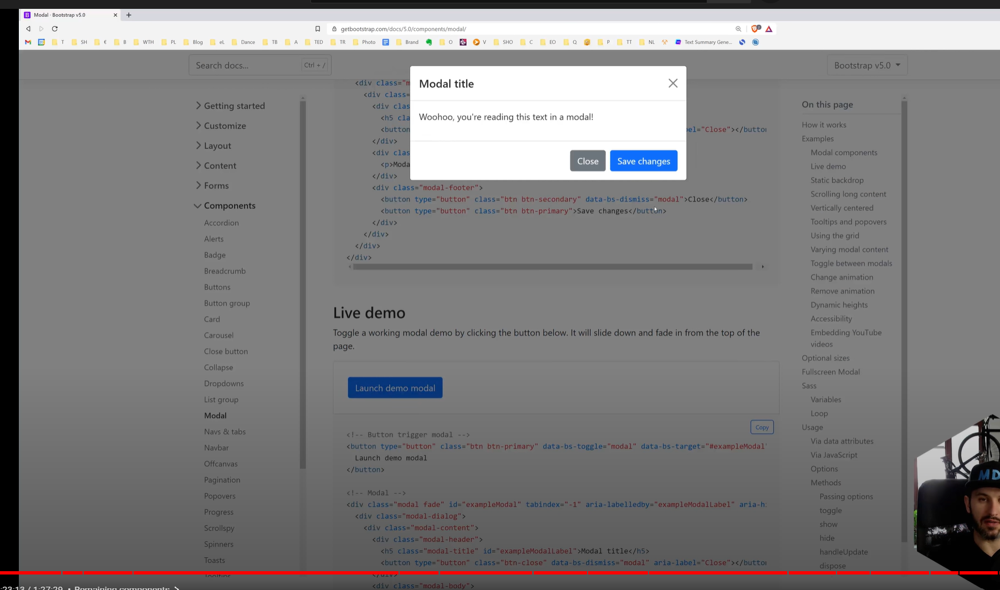 Modal · Bootstrap v5.0
getbootstrap.com/docs/5.0/components/modal/
T SH € B WTH PL Blog eL Dance TB A TED TR Photo Brand O V SHO C EO Q P TT NL Text Summary Gene...
Search docs... Ctrl + /
Bootstrap v5.0
Getting started
Customize
Layout
Content
Forms
Components
Accordion
Alerts
Badge
Breadcrumb
Buttons
Button group
Card
Carousel
Close button
Collapse
Dropdowns
List group
Modal
Navs & tabs
Navbar
Offcanvas
Pagination
Popovers
Progress
Scrollspy
Spinners
Toasts
Tooltips
Modal title
Woohoo, you're reading this text in a modal!
Close Save changes
<div class="m
<div class=
<div clas
<h5 cla
<button el="Close"></button
</div>
<div clas
<p>Moda
</div>
<div class="modal-footer">
<button type="button" class="btn btn-secondary" data-bs-dismiss="modal">Close</button>
<button type="button" class="btn btn-primary">Save changes</button>
</div>
</div>
</div>
</div>
Live demo
Toggle a working modal demo by clicking the button below. It will slide down and fade in from the top of the
page.
Launch demo modal
Copy
<!-- Button trigger modal -->
<button type="button" class="btn btn-primary" data-bs-toggle="modal" data-bs-target="#exampleModal"
Launch demo modal
</button>
<!-- Modal -->
<div class="modal fade" id="exampleModal" tabindex="-1" aria-labelledby="exampleModalLabel" aria-hi
<div class="modal-dialog">
<div class="modal-content">
<div class="modal-header">
<h5 class="modal-title" id="exampleModalLabel">Modal title</h5>
<button type="button" class="btn-close" data-bs-dismiss="modal" aria-label="Close"></button
</div>
<div class="modal-body">
On this page
How it works
Examples
Modal components
Live demo
Static backdrop
Scrolling long content
Vertically centered
Tooltips and popovers
Using the grid
Varying modal content
Toggle between modals
Change animation
Remove animation
Dynamic heights
Accessibility
Embedding YouTube
videos
Optional sizes
Fullscreen Modal
Sass
Variables
Loop
Usage
Via data attributes
Via JavaScript
Options
Methods
Passing options
toggle
show
hide
handleUpdate
dispose
MD
:23:13 / 1:27:29 • Remaining components >